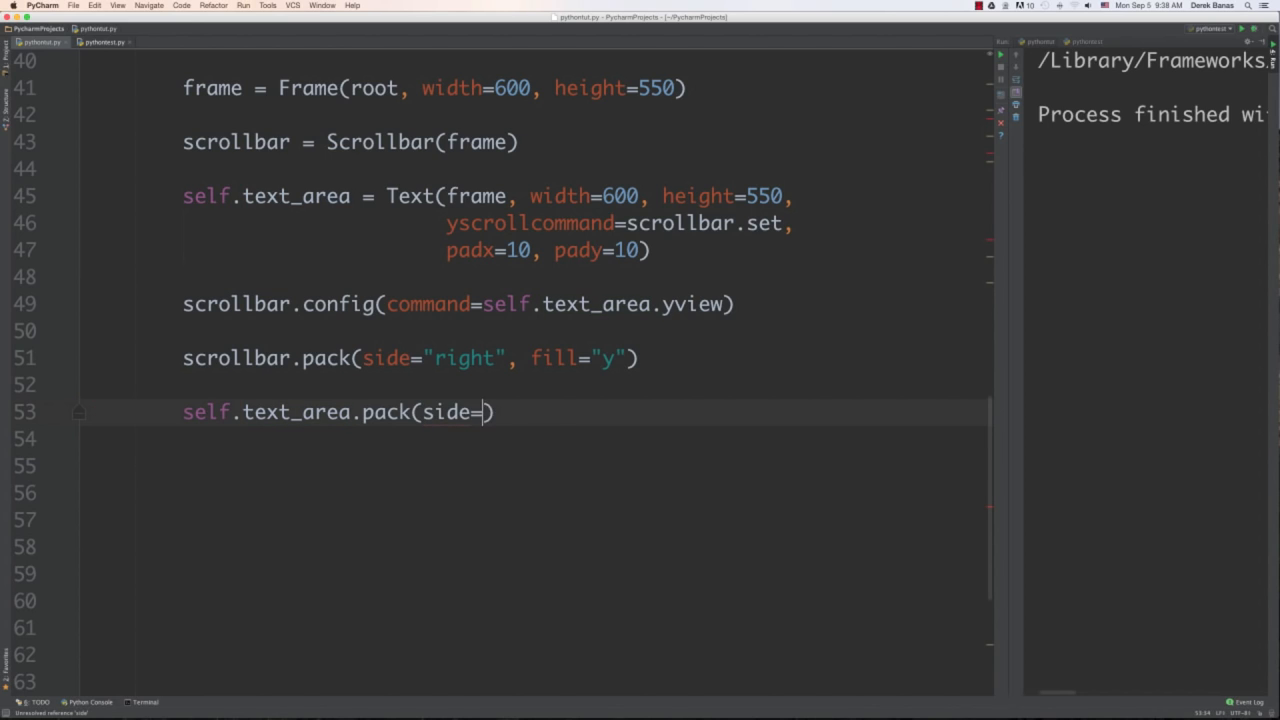 PyCharm File Edit View Navigate Code Refactor Run Tools VCS Window Help
10 Mon Sep 5 9:38 AM Derek Banas
pythontut.py - PycharmProjects - [~/PycharmProjects]
PycharmProjects pythontut.py pythontest
pythontut.py pythontest.py Run: pythontut pythontest
40
41 frame = Frame(root, width=600, height=550)
42
43 scrollbar = Scrollbar(frame)
44
45 self.text_area = Text(frame, width=600, height=550,
46 yscrollcommand=scrollbar.set,
47 padx=10, pady=10)
48
49 scrollbar.config(command=self.text_area.yview)
50
51 scrollbar.pack(side="right", fill="y")
52
53 self.text_area.pack(side=)
54
55
56
57
58
59
60
61
62
63
/Library/Frameworks.
Process finished wi
1: Project
7: Structure
2: Favorites
4: Run
6: TODO Python Console Terminal Event Log
Unresolved reference 'side' 53:34 LF÷ UTF-8÷